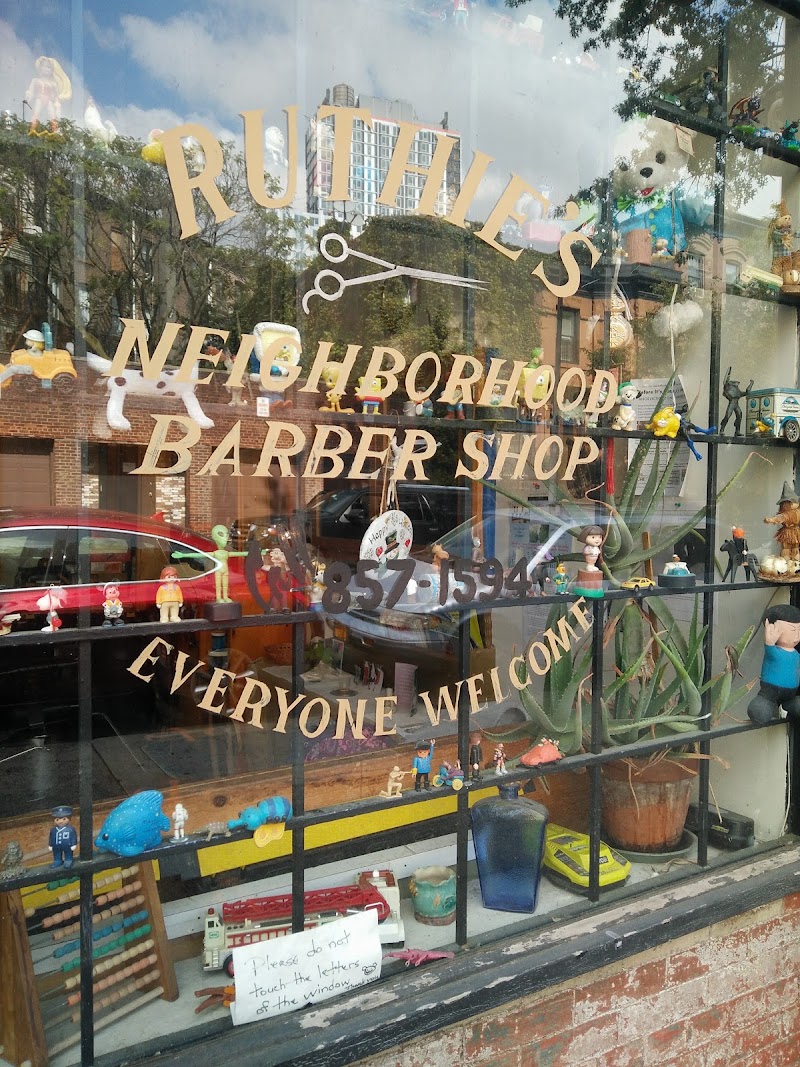 RUTHIE'S
NEIGHBORHOOD
BARBER SHOP
857-1594
EVERYONE WELCOME
Please do not
touch the letters
of the window